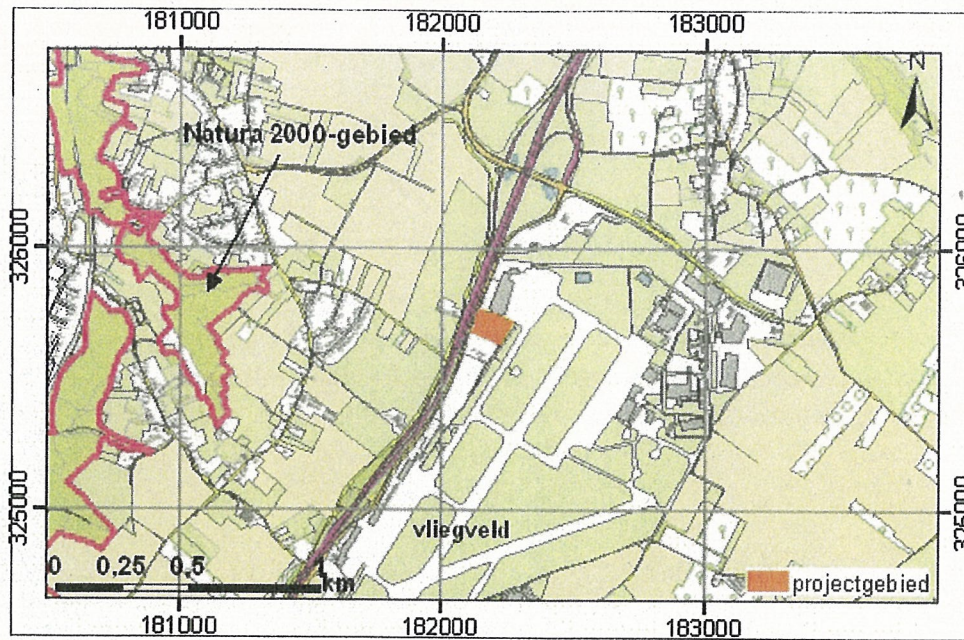 181000 182000 183000
N
Natura 2000-gebied
326000 326000
325000 325000
vliegveld
0 0,25 0,5 1
km
projectgebied
181000 182000 183000